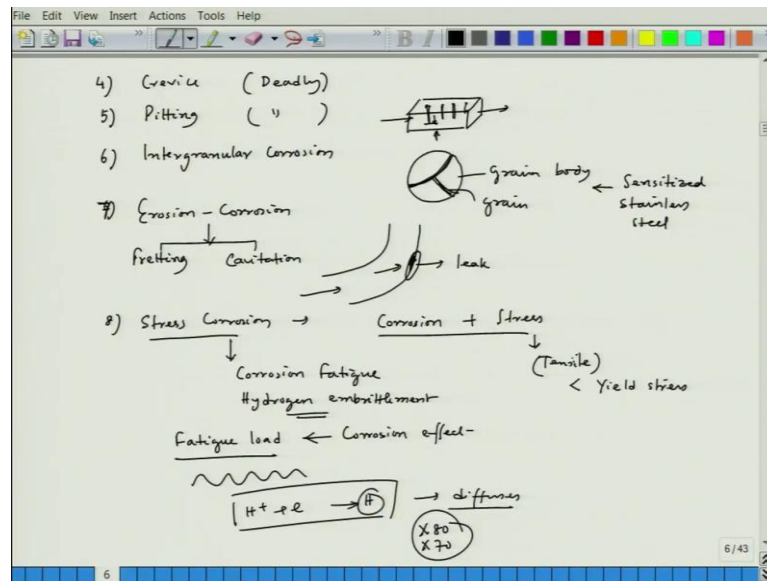 File Edit View Insert Actions Tools Help
4) Crevice (Deadly)
5) Pitting ( " )
6) Intergranular Corrosion
grain body
grain
Sensitized
stainless
steel
7) Erosion - Corrosion
Fretting Cavitation
leak
8) Stress Corrosion → Corrosion + Stress
(Tensile)
< Yield stress
Corrosion Fatigue
Hydrogen embrittlement
Fatigue load ← Corrosion effect-
H+ + e → H → diffuses
X80
X70
6/43
6